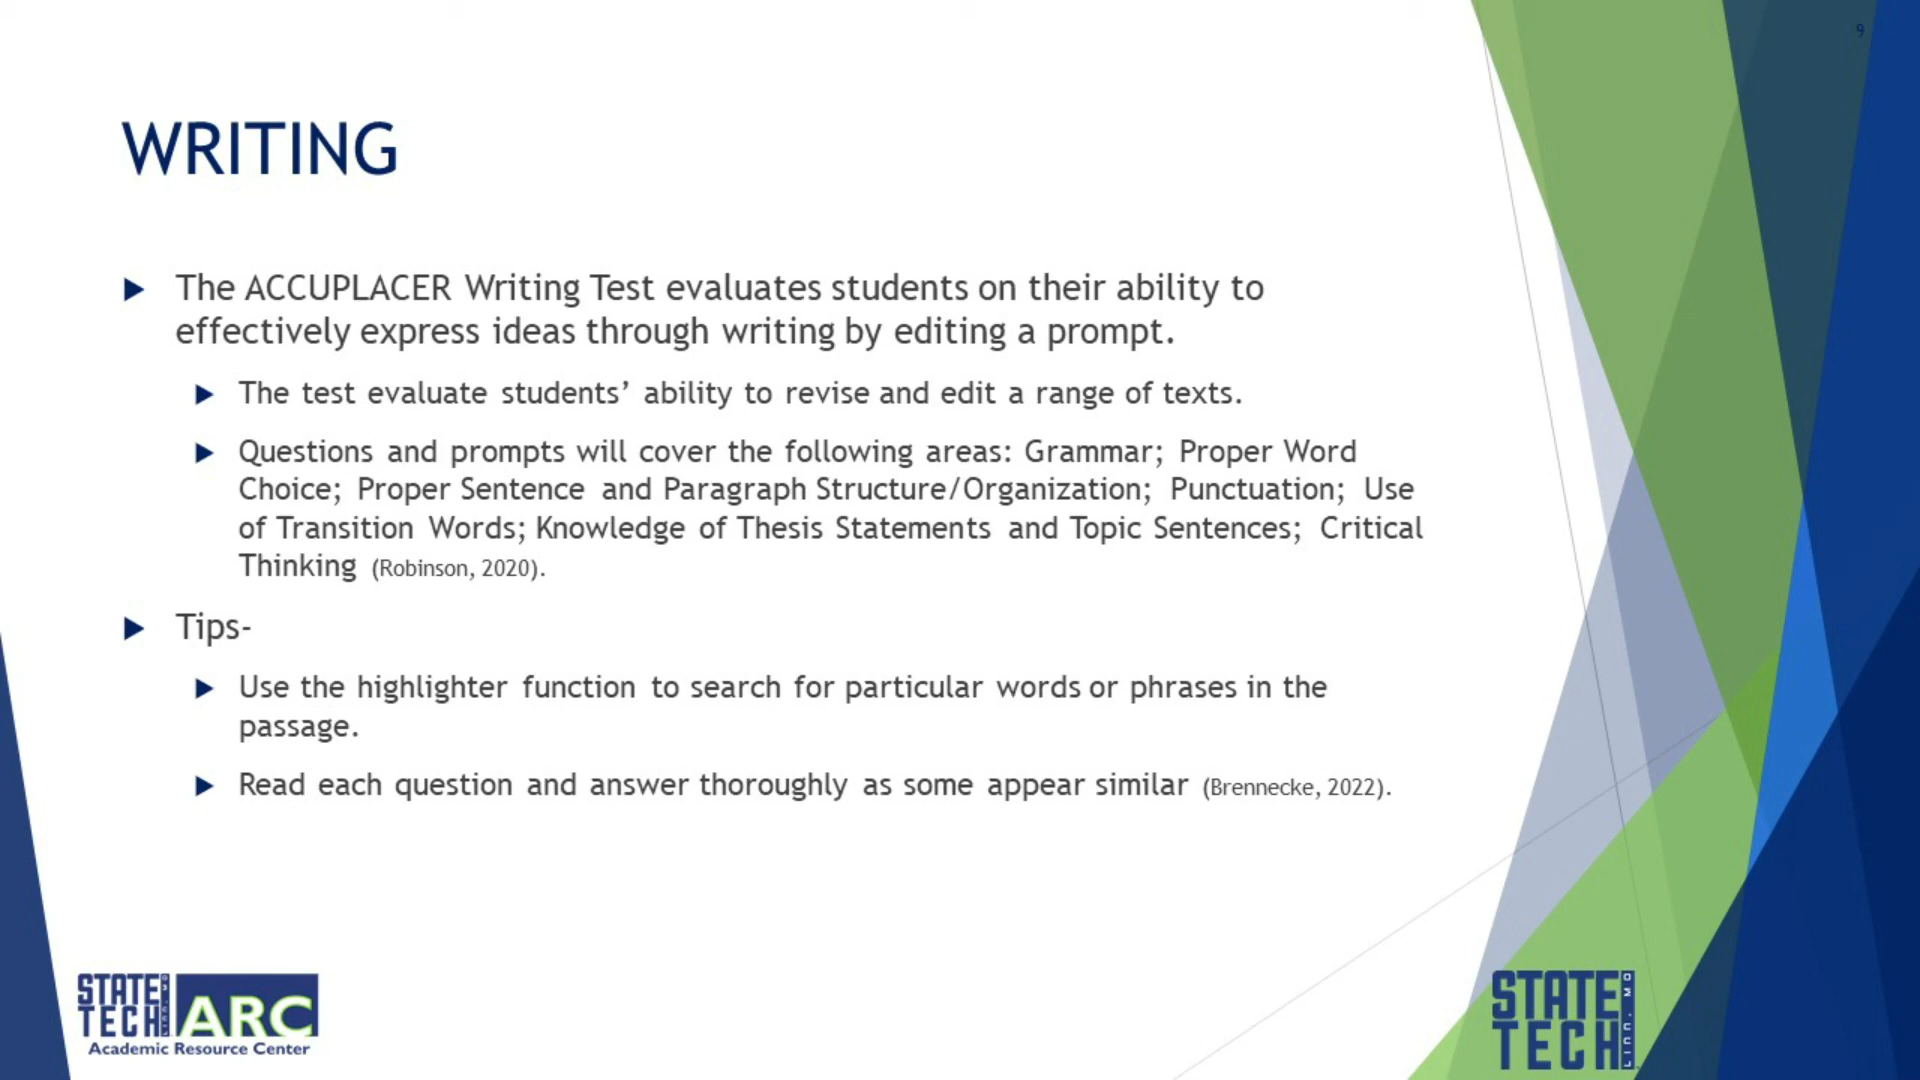 9
WRITING
The ACCUPLACER Writing Test evaluates students on their ability to
effectively express ideas through writing by editing a prompt.
The test evaluate students’ ability to revise and edit a range of texts.
Questions and prompts will cover the following areas: Grammar; Proper Word
Choice; Proper Sentence and Paragraph Structure/Organization; Punctuation; Use
of Transition Words; Knowledge of Thesis Statements and Topic Sentences; Critical
Thinking (Robinson, 2020).
Tips-
Use the highlighter function to search for particular words or phrases in the
passage.
Read each question and answer thoroughly as some appear similar (Brennecke, 2022).
STATE
TECH
LINN, MO
ARC
Academic Resource Center
STATE
TECH
LINN, MO